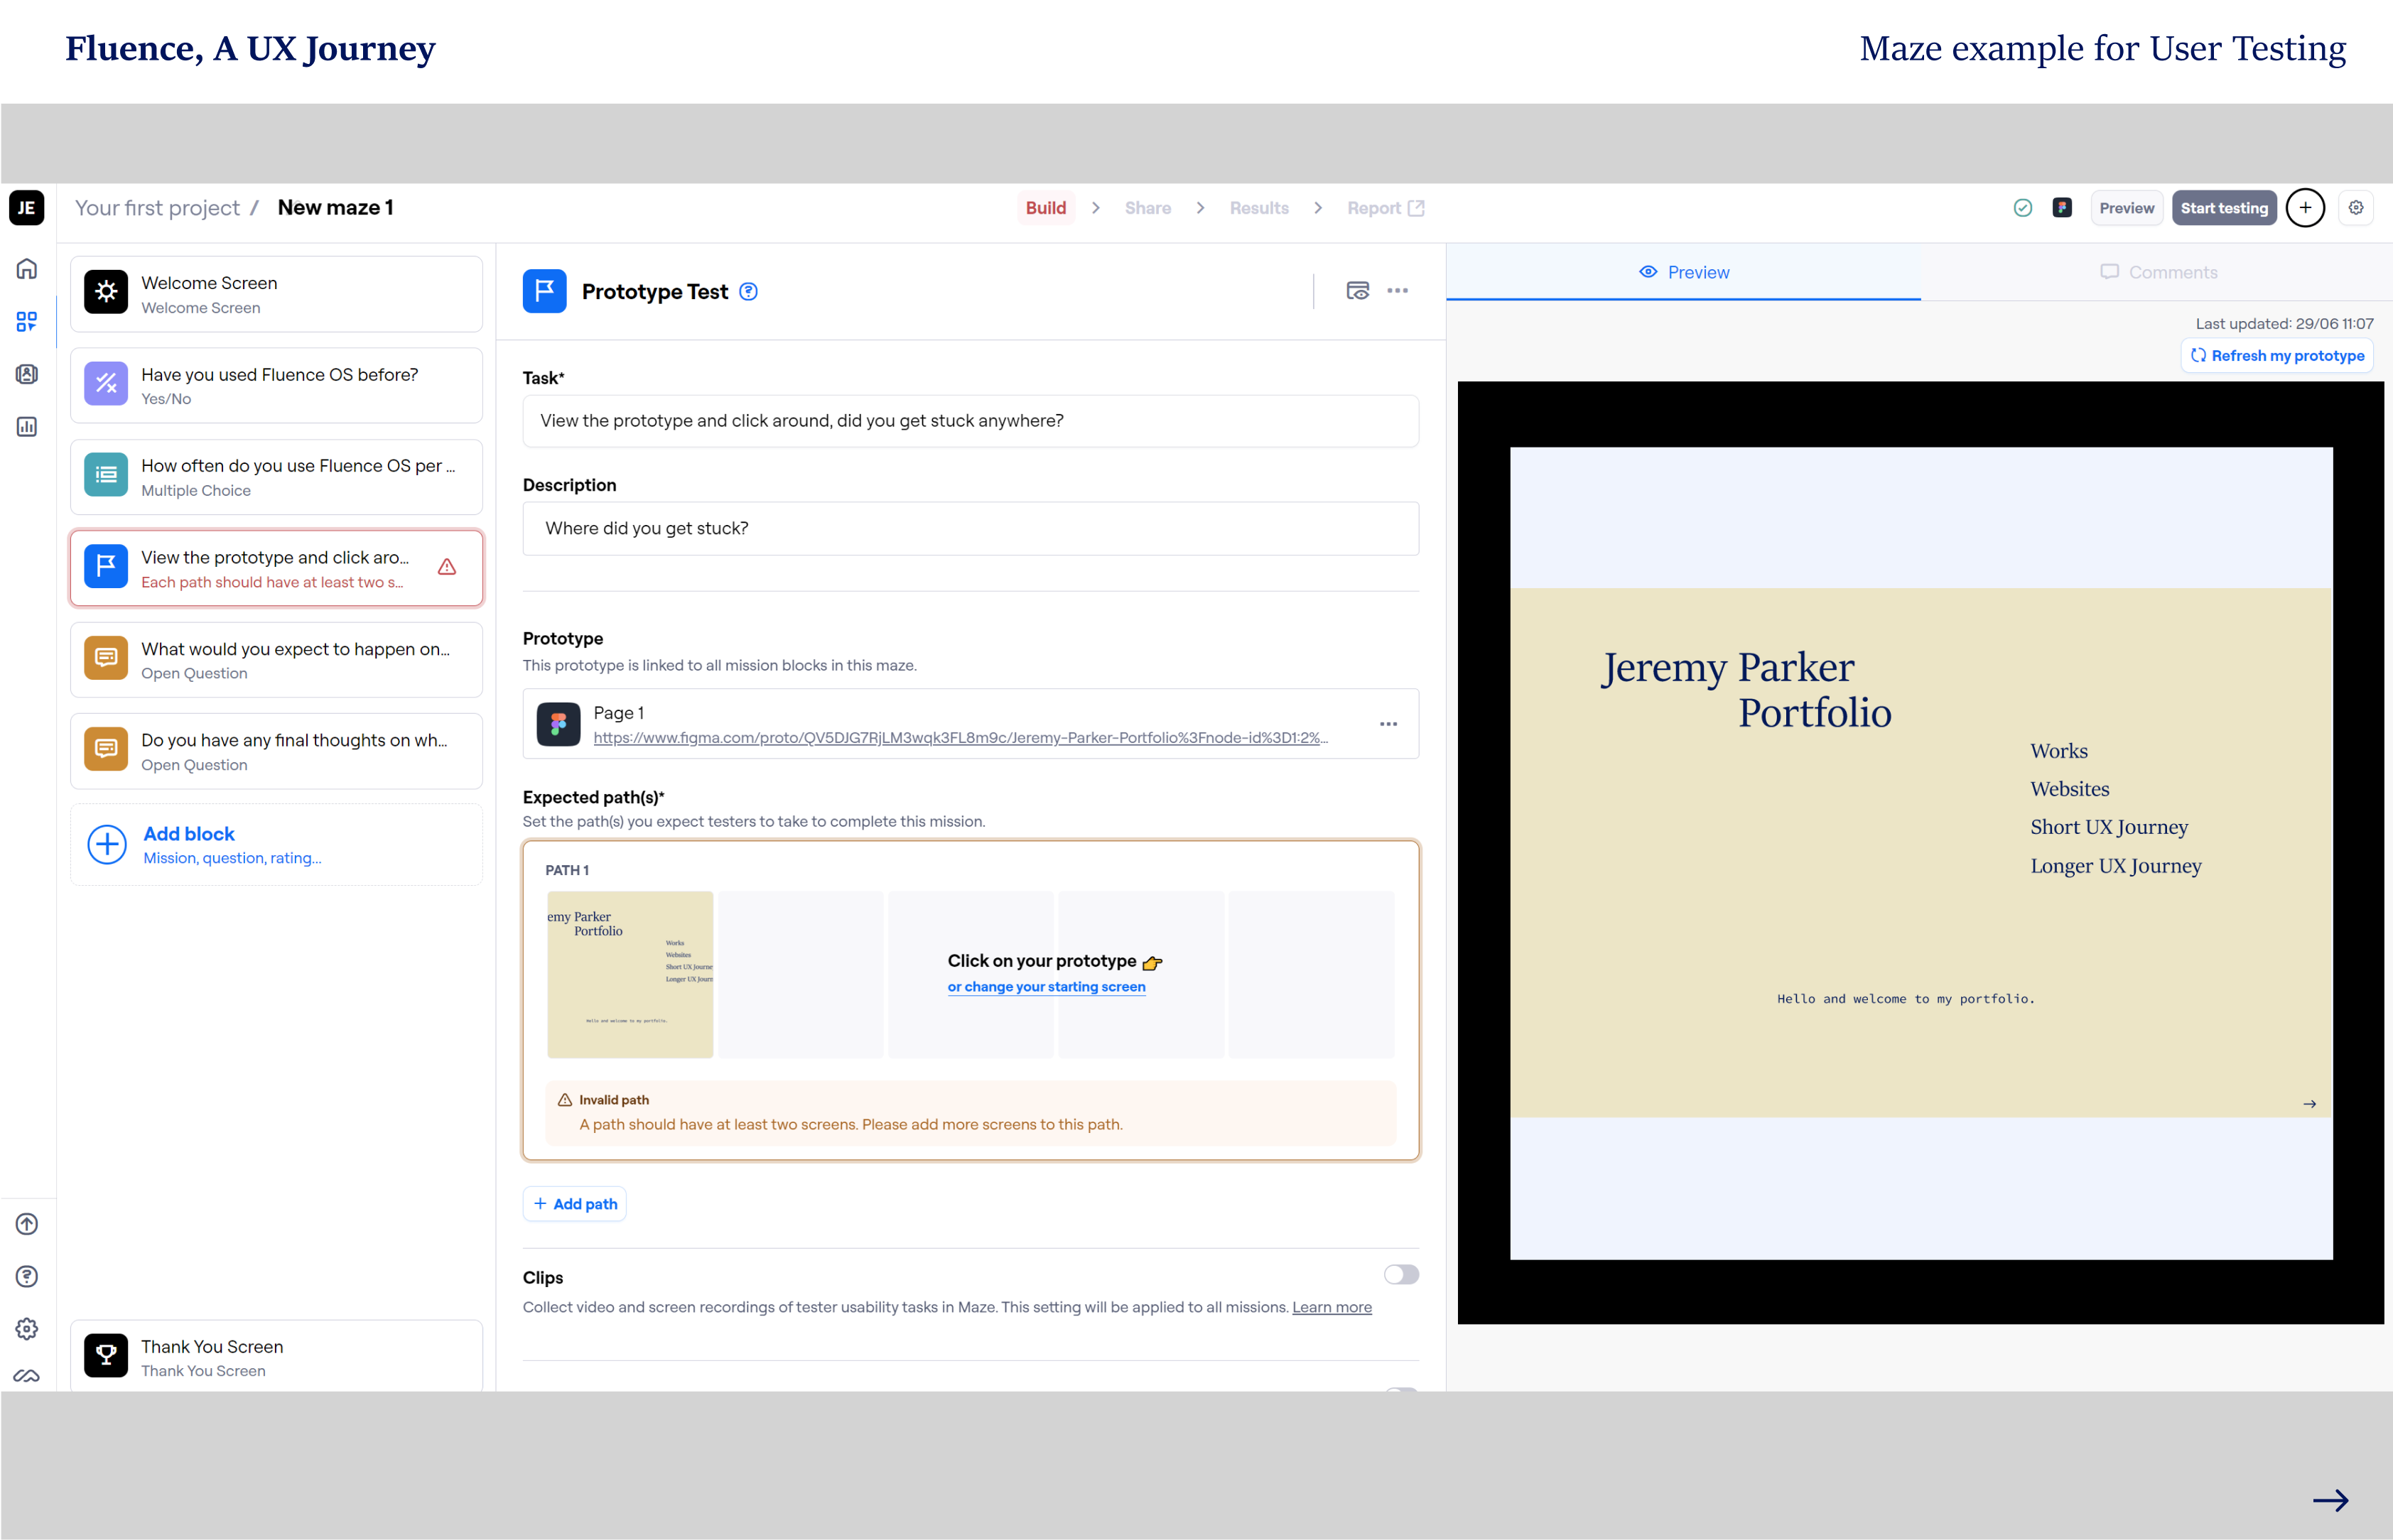 Fluence, A UX Journey
Maze example for User Testing
JE
Your first project / New maze 1
Build
Share
Results
Report
Preview
Start testing
Welcome Screen
Welcome Screen
Have you used Fluence OS before?
Yes/No
How often do you use Fluence OS per ...
Multiple Choice
View the prototype and click aro...
Each path should have at least two s...
What would you expect to happen on...
Open Question
Do you have any final thoughts on wh...
Open Question
Add block
Mission, question, rating...
Thank You Screen
Thank You Screen
Prototype Test
Task*
View the prototype and click around, did you get stuck anywhere?
Description
Where did you get stuck?
Prototype
This prototype is linked to all mission blocks in this maze.
Page 1
https://www.figma.com/proto/QV5DJG7RjLM3wqk3FL8m9c/Jeremy-Parker-Portfolio%3Fnode-id%3D1:2%...
Expected path(s)*
Set the path(s) you expect testers to take to complete this mission.
PATH 1
emy Parker
Portfolio
Works
Websites
Short UX Journe
Longer UX Journ
Hello and welcome to my portfolio.
Click on your prototype 👉
or change your starting screen
Invalid path
A path should have at least two screens. Please add more screens to this path.
+ Add path
Clips
Collect video and screen recordings of tester usability tasks in Maze. This setting will be applied to all missions. Learn more
Preview
Comments
Last updated: 29/06 11:07
Refresh my prototype
Jeremy Parker
Portfolio
Works
Websites
Short UX Journey
Longer UX Journey
Hello and welcome to my portfolio.